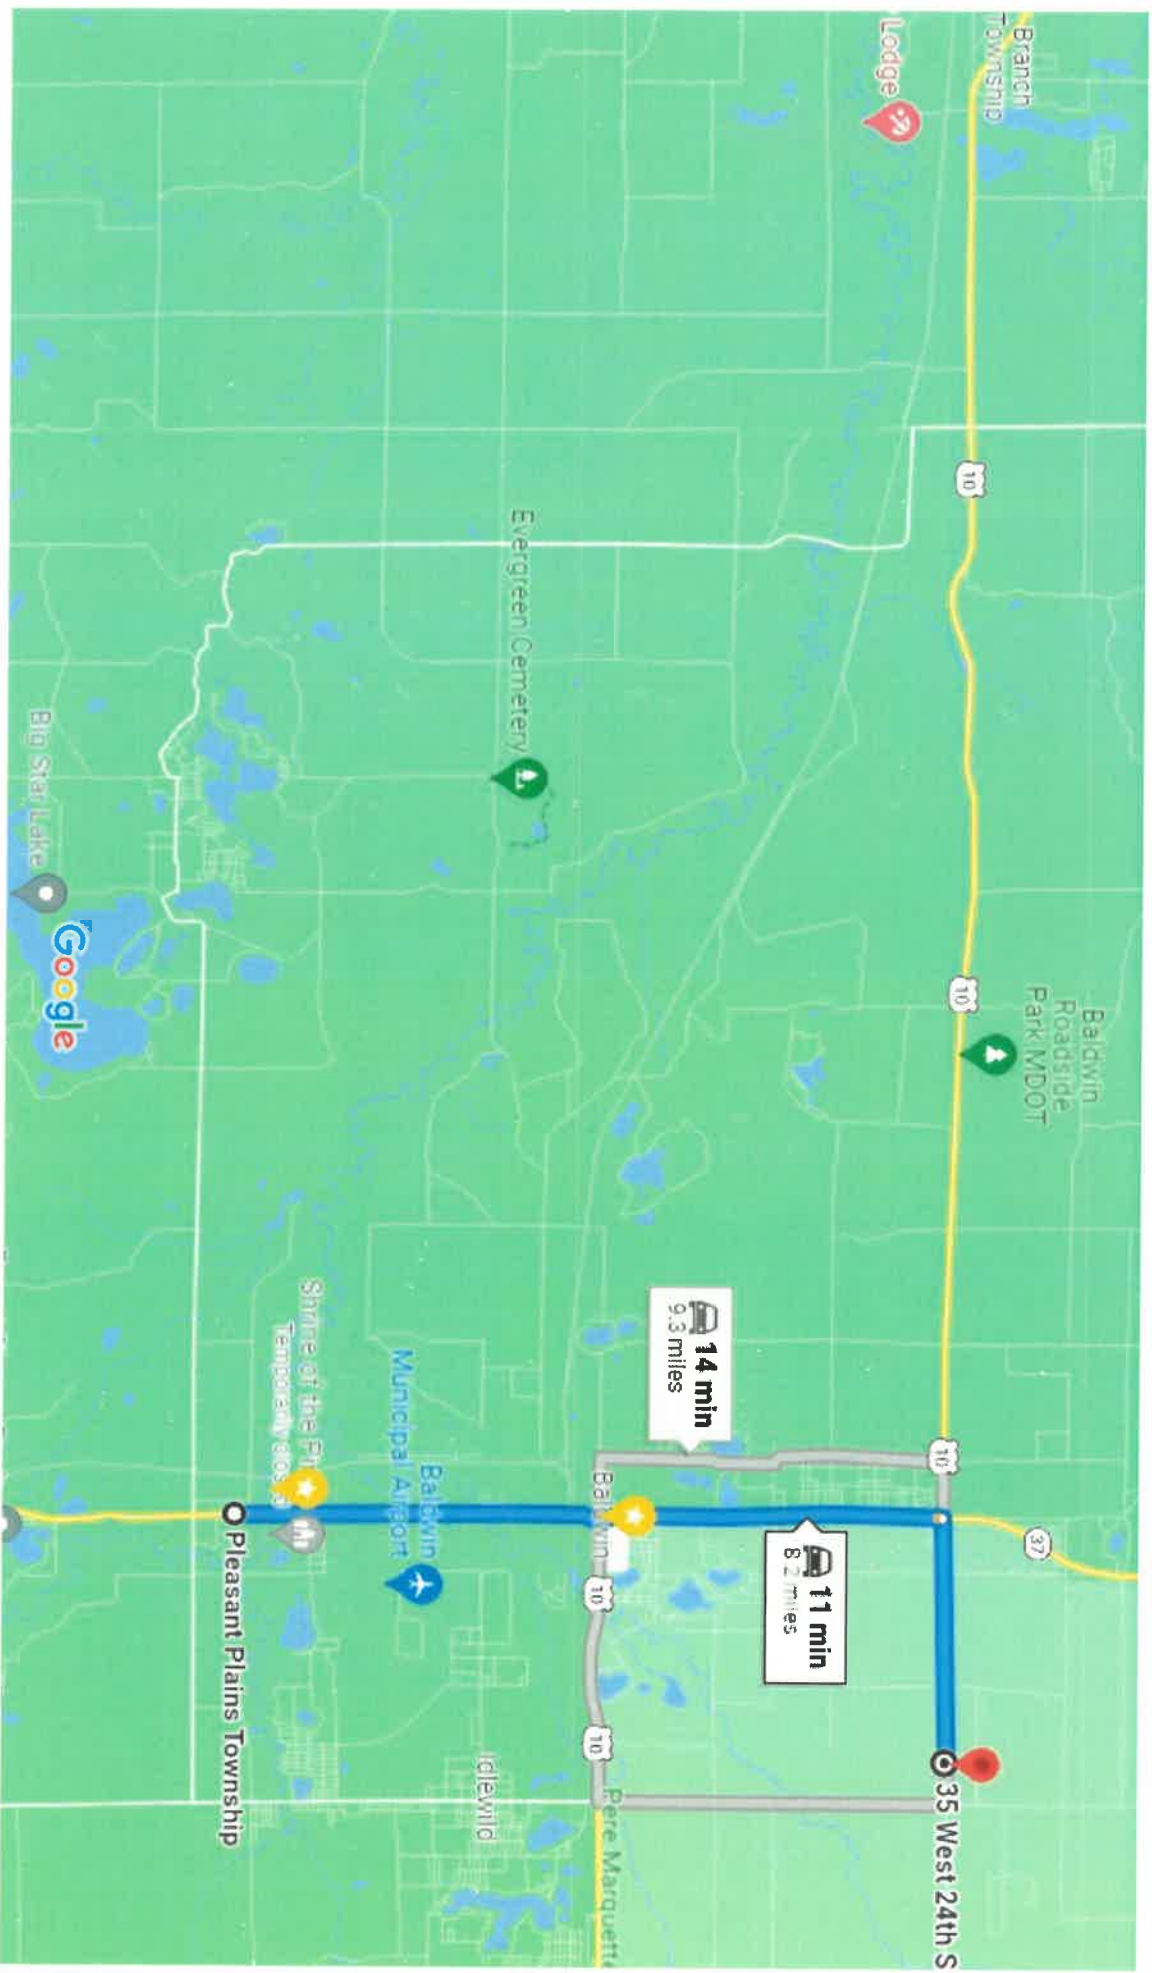 Branch
Township
Lodge
10
Baldwin
Roadside
Park MDOT
10
Evergreen Cemetery
Big Star Lake
Google
14 min
9.3 miles
10
37
11 min
8.2 miles
35 West 24th S
Baldwin
10
10
Pere Marquette
Baldwin
Municipal Airport
Shrine of the Pi
Temporarily closed
Pleasant Plains Township
Idlewild